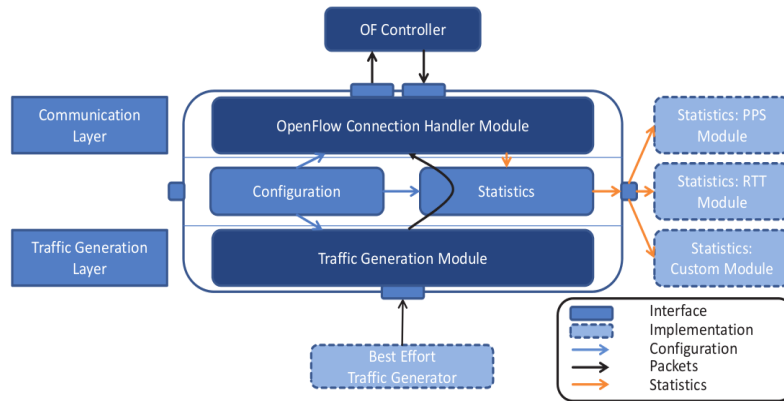 OF Controller
Communication
Layer
OpenFlow Connection Handler Module
Statistics: PPS
Module
Configuration
Statistics
Statistics: RTT
Module
Traffic Generation
Layer
Traffic Generation Module
Statistics:
Custom Module
Best Effort
Traffic Generator
Interface
Implementation
Configuration
Packets
Statistics